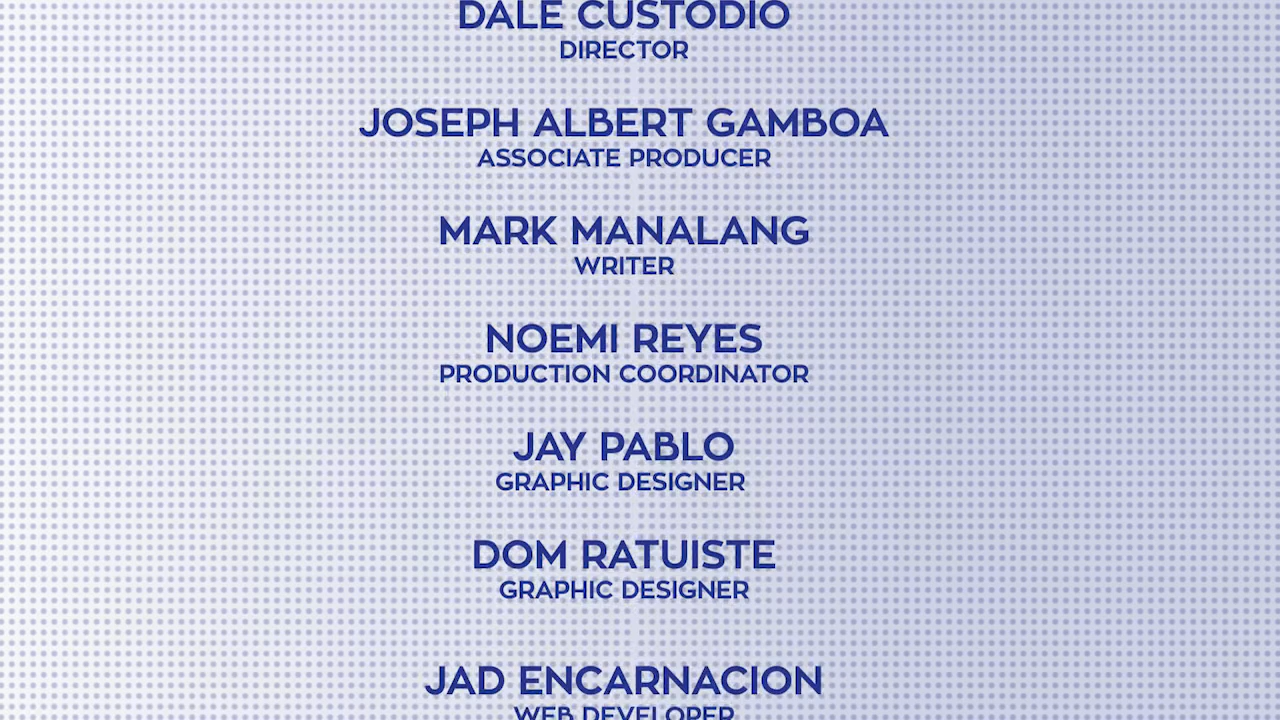 DALE CUSTODIO
DIRECTOR
JOSEPH ALBERT GAMBOA
ASSOCIATE PRODUCER
MARK MANALANG
WRITER
NOEMI REYES
PRODUCTION COORDINATOR
JAY PABLO
GRAPHIC DESIGNER
DOM RATUISTE
GRAPHIC DESIGNER
JAD ENCARNACION
WEB DEVELOPER